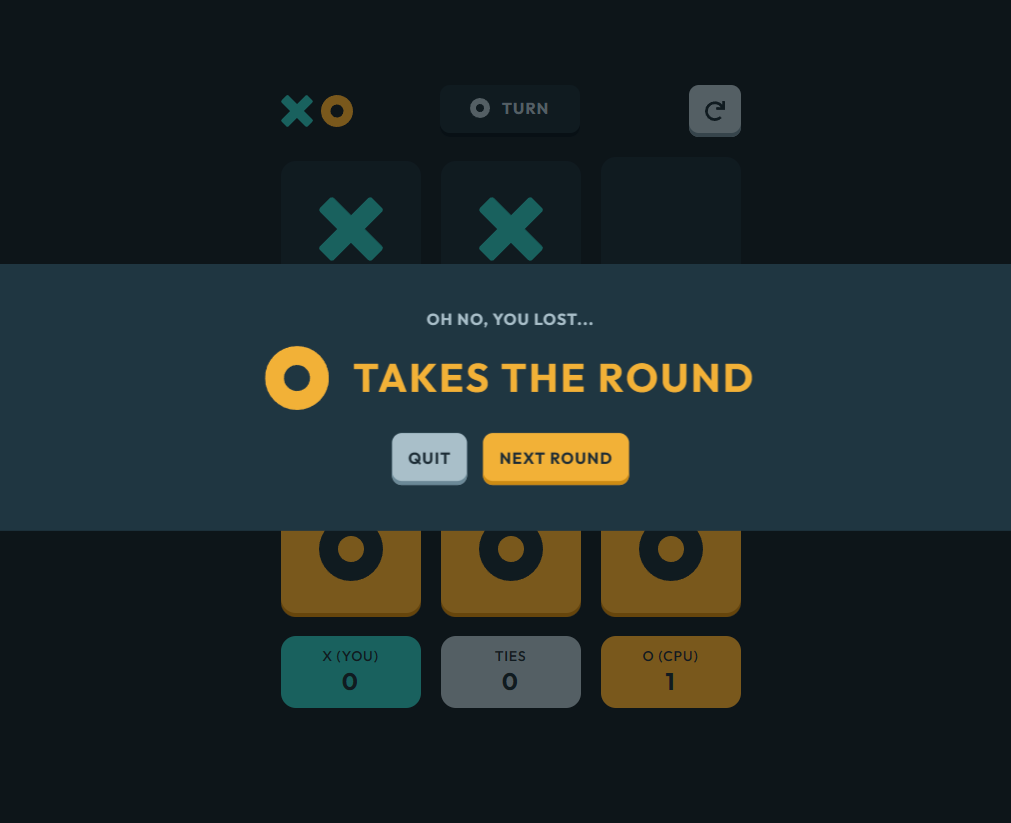 TURN
OH NO, YOU LOST...
TAKES THE ROUND
QUIT
NEXT ROUND
X (YOU)
0
TIES
0
O (CPU)
1